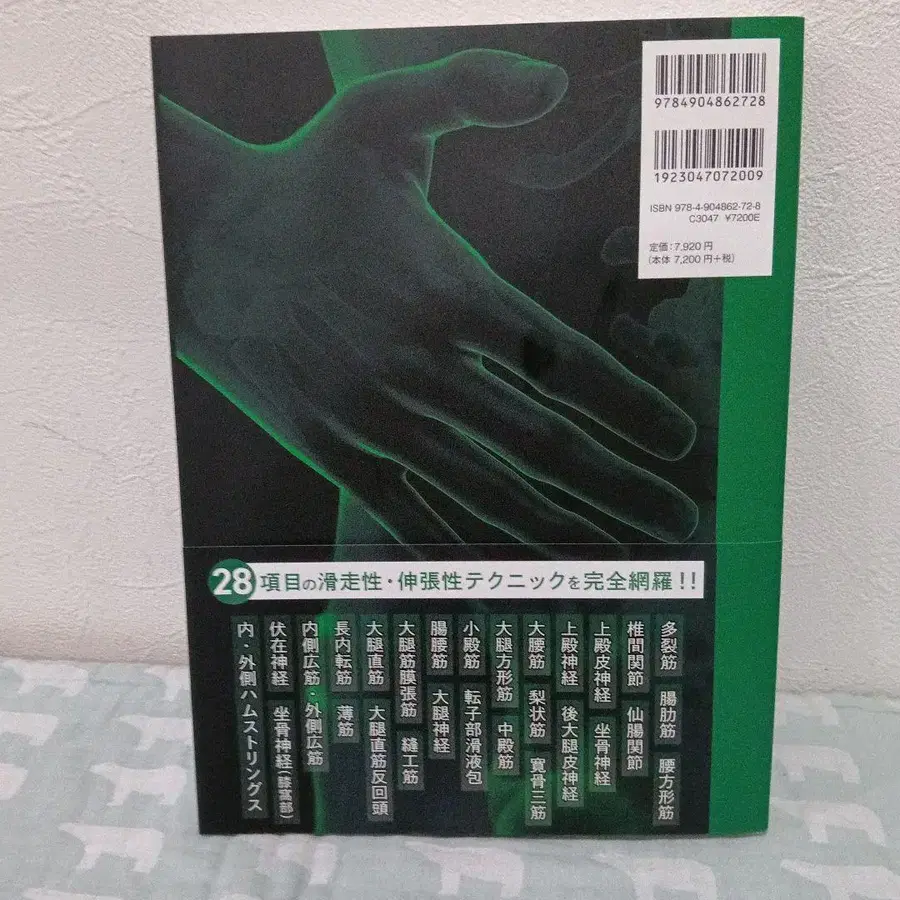 9784904862728
1923047072009
ISBN 978-4-904862-72-8
C3047 ¥7200E
定価:7,920円
(本体 7,200円+税)
28項目の滑走性・伸張性テクニックを完全網羅!!
多裂筋 腸肋筋 腰方形筋
椎間関節 仙腸関節
上殿皮神経 坐骨神経
上殿神経 後大腿皮神経
大腰筋 梨状筋 寛骨三筋
大腿方形筋 中殿筋
小殿筋 転子部滑液包
腸腰筋 大腿神経
大腿筋膜張筋 縫工筋
大腿直筋 大腿直筋反回頭
長内転筋 薄筋
内側広筋・外側広筋
伏在神経 坐骨神経(膝窩部)
内・外側ハムストリングス